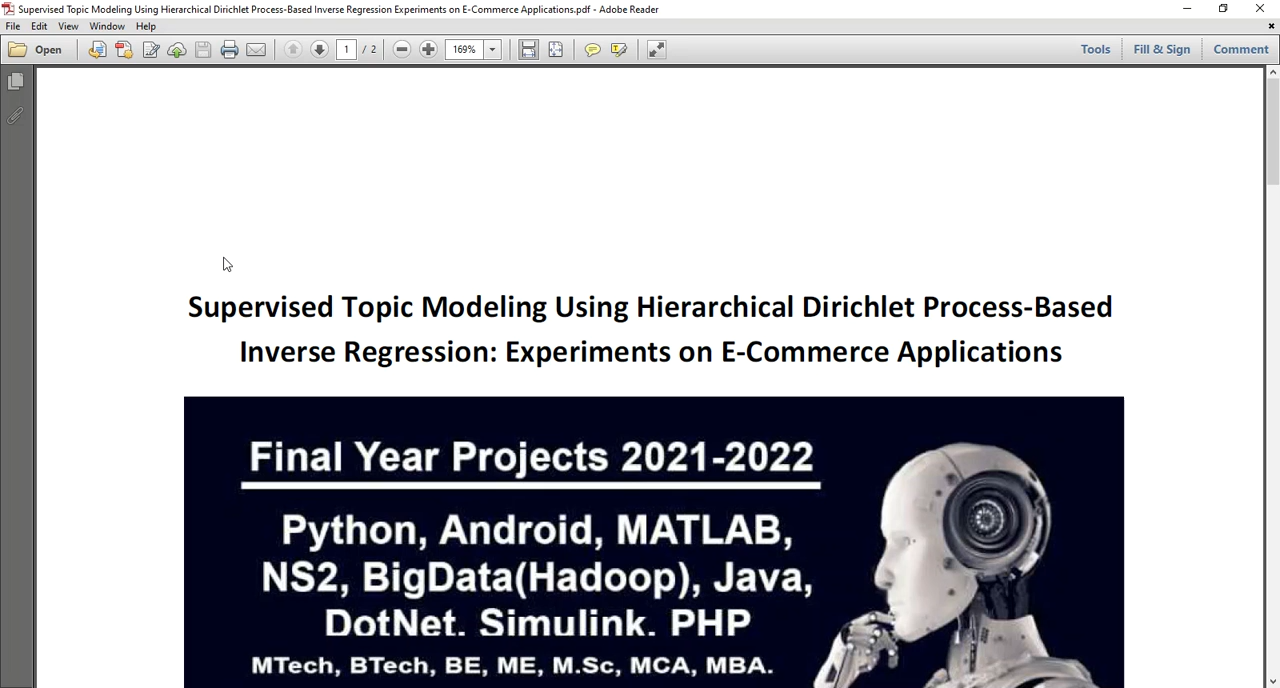 Supervised Topic Modeling Using Hierarchical Dirichlet Process-Based Inverse Regression Experiments on E-Commerce Applications.pdf - Adobe Reader
File Edit View Window Help
Open 1 / 2 169% Tools Fill & Sign Comment
Supervised Topic Modeling Using Hierarchical Dirichlet Process-Based
Inverse Regression: Experiments on E-Commerce Applications
Final Year Projects 2021-2022
Python, Android, MATLAB,
NS2, BigData(Hadoop), Java,
DotNet, Simulink, PHP
MTech, BTech, BE, ME, M.Sc, MCA, MBA.